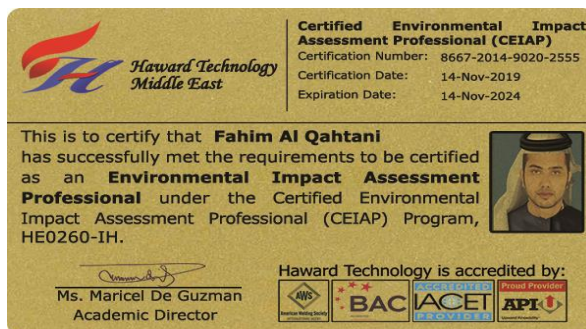 Haward Technology
Middle East
Certified Environmental Impact
Assessment Professional (CEIAP)
Certification Number: 8667-2014-9020-2555
Certification Date: 14-Nov-2019
Expiration Date: 14-Nov-2024
This is to certify that Fahim Al Qahtani
has successfully met the requirements to be certified
as an Environmental Impact Assessment
Professional under the Certified Environmental
Impact Assessment Professional (CEIAP) Program,
HE0260-IH.
Ms. Maricel De Guzman
Academic Director
Haward Technology is accredited by:
AWS
American Welding Society
BAC
ACCREDITED
IACET
PROVIDER
Proud Provider
API